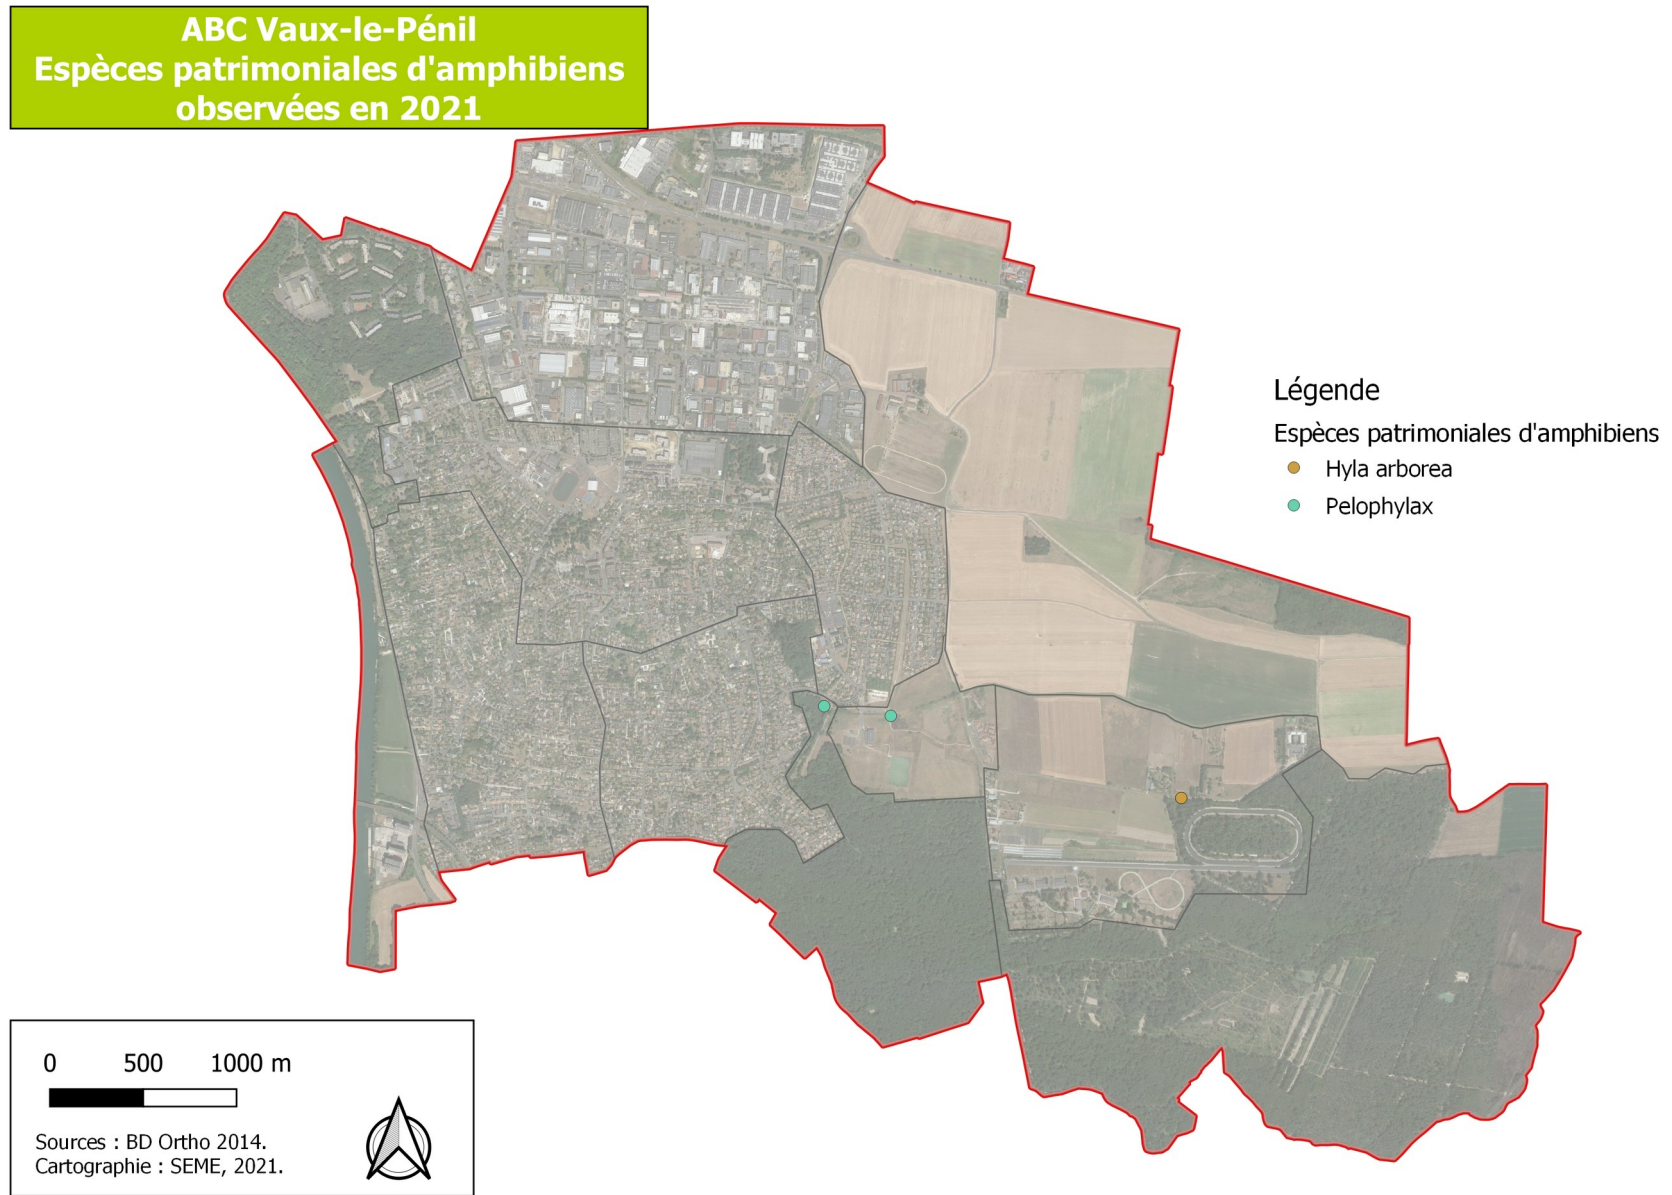 ABC Vaux-le-Pénil
Espèces patrimoniales d'amphibiens
observées en 2021
Légende
Espèces patrimoniales d'amphibiens
Hyla arborea
Pelophylax
0 500 1000 m
Sources : BD Ortho 2014.
Cartographie : SEME, 2021.